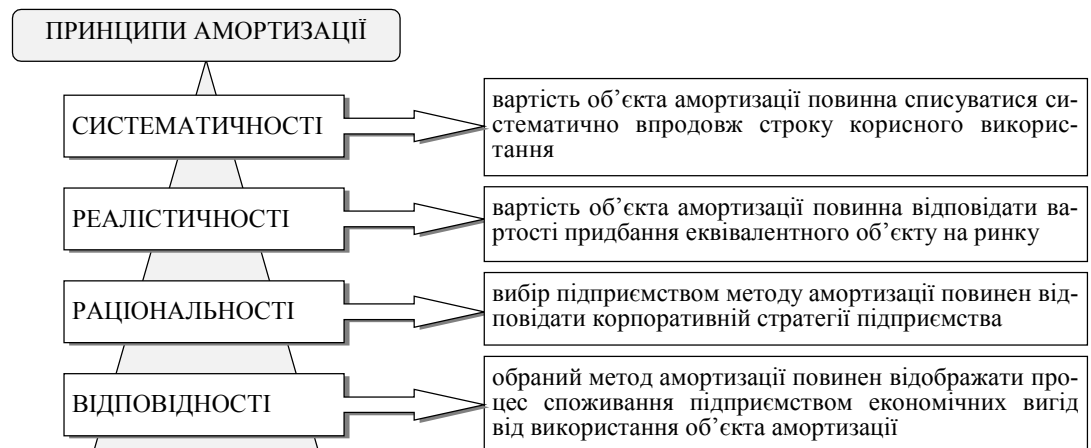 ПРИНЦИПИ АМОРТИЗАЦІЇ
СИСТЕМАТИЧНОСТІ
вартість об’єкта амортизації повинна списуватися си-
стематично впродовж строку корисного використ-
тання
РЕАЛІСТИЧНОСТІ
вартість об’єкта амортизації повинна відповідати ва-
ртості придбання еквівалентного об’єкту на ринку
РАЦІОНАЛЬНОСТІ
вибір підприємством методу амортизації повинен від-
повідати корпоративній стратегії підприємства
ВІДПОВІДНОСТІ
обраний метод амортизації повинен відображати про-
цес споживання підприємством економічних вигід
від використання об’єкта амортизації